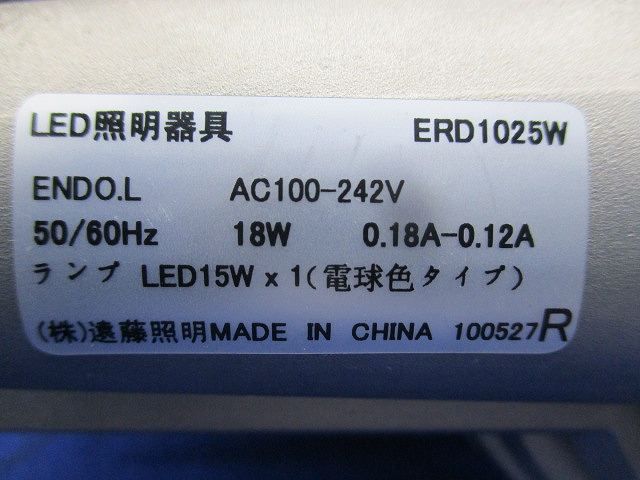 LED照明器具 ERD1025W
ENDO.L AC100-242V
50/60Hz 18W 0.18A-0.12A
ランプ LED15W x 1(電球色タイプ)
(株)遠藤照明MADE IN CHINA 100527R